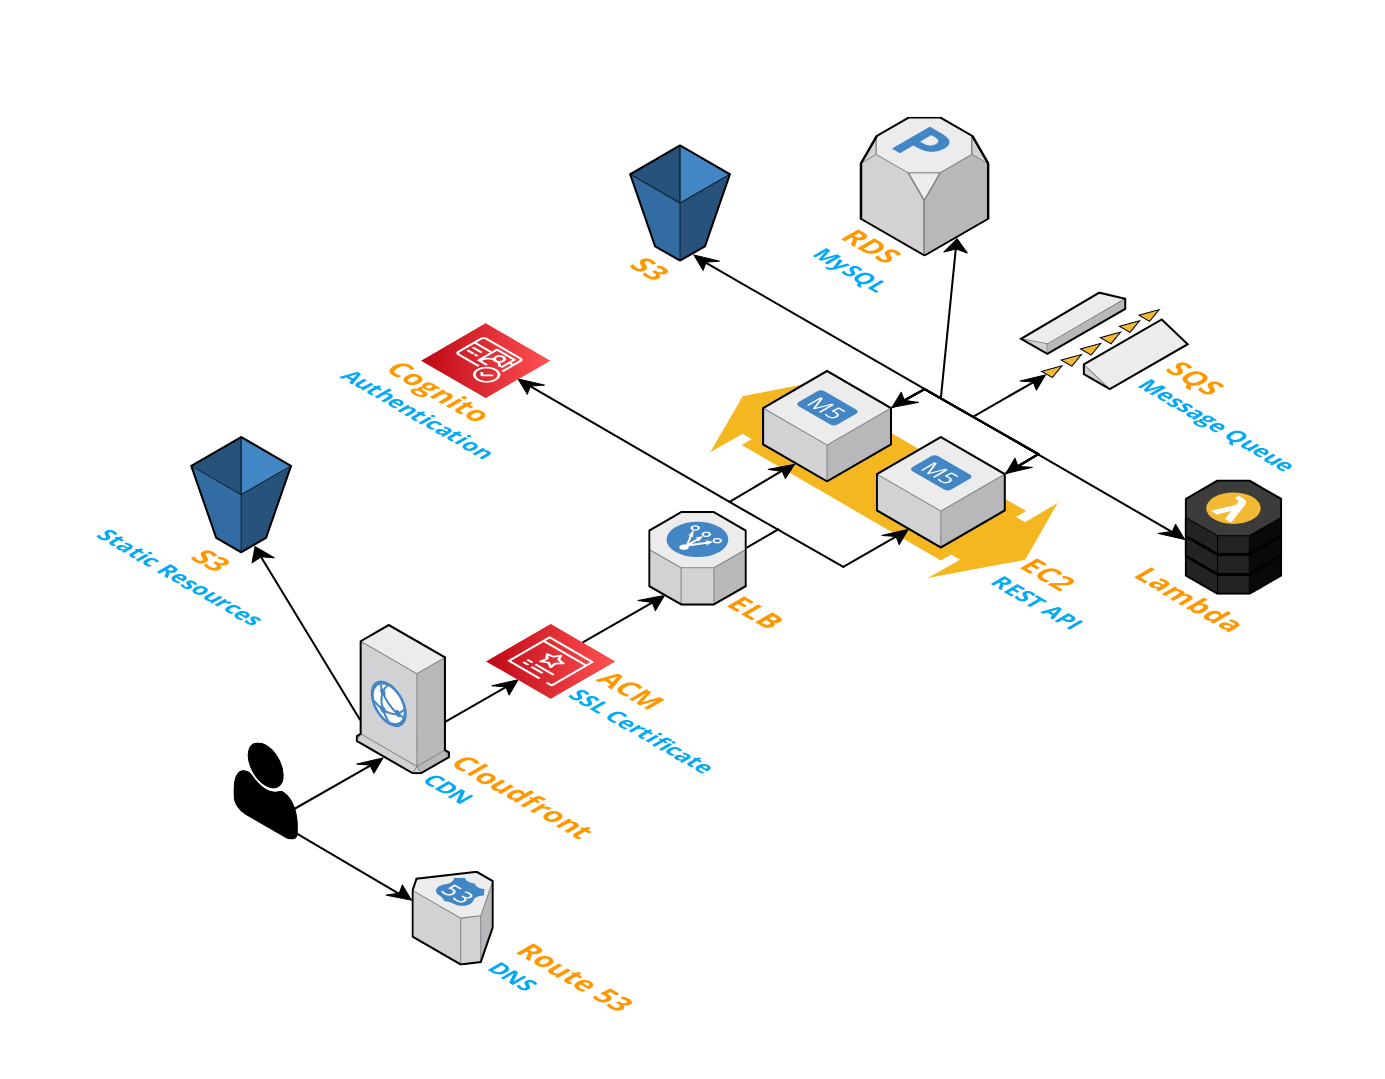 P
RDS
MySQL
S3
SQS
Message Queue
Cognito
Authentication
M5
M5
λ
Lambda
EC2
REST API
ELB
S3
Static Resources
ACM
SSL Certificate
Cloudfront
CDN
53
Route 53
DNS